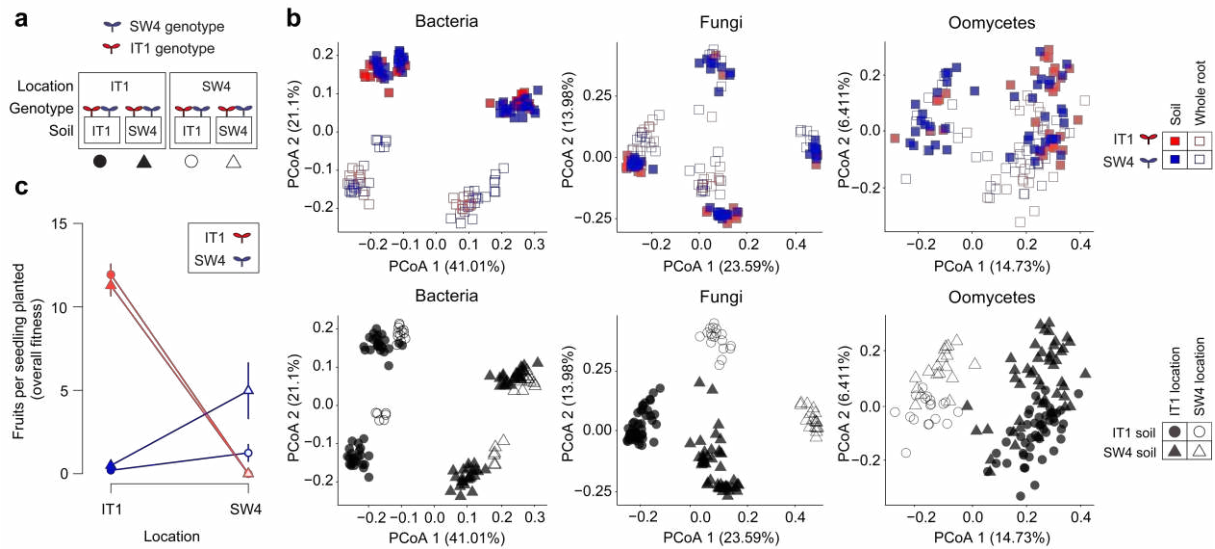 a
SW4 genotype
IT1 genotype
Location IT1 SW4
Genotype
Soil IT1 SW4 IT1 SW4
b
Bacteria
PCoA 2 (21.1%)
0.2
0.1
0.0
−0.1
−0.2
−0.2 −0.1 0.0 0.1 0.2 0.3
PCoA 1 (41.01%)
Fungi
PCoA 2 (13.98%)
0.25
0.00
−0.25
−0.2 0.0 0.2 0.4
PCoA 1 (23.59%)
Oomycetes
PCoA 2 (6.411%)
0.2
0.0
−0.2
−0.2 0.0 0.2 0.4
PCoA 1 (14.73%)
Soil
Whole root
IT1
SW4
c
Fruits per seedling planted
(overall fitness)
15
10
5
0
IT1
SW4
IT1 SW4
Location
Bacteria
PCoA 2 (21.1%)
0.2
0.1
0.0
−0.1
−0.2
−0.2 −0.1 0.0 0.1 0.2 0.3
PCoA 1 (41.01%)
Fungi
PCoA 2 (13.98%)
0.25
0.00
−0.25
−0.2 0.0 0.2 0.4
PCoA 1 (23.59%)
Oomycetes
PCoA 2 (6.411%)
0.2
0.0
−0.2
−0.2 0.0 0.2 0.4
PCoA 1 (14.73%)
IT1 location
SW4 location
IT1 soil
SW4 soil